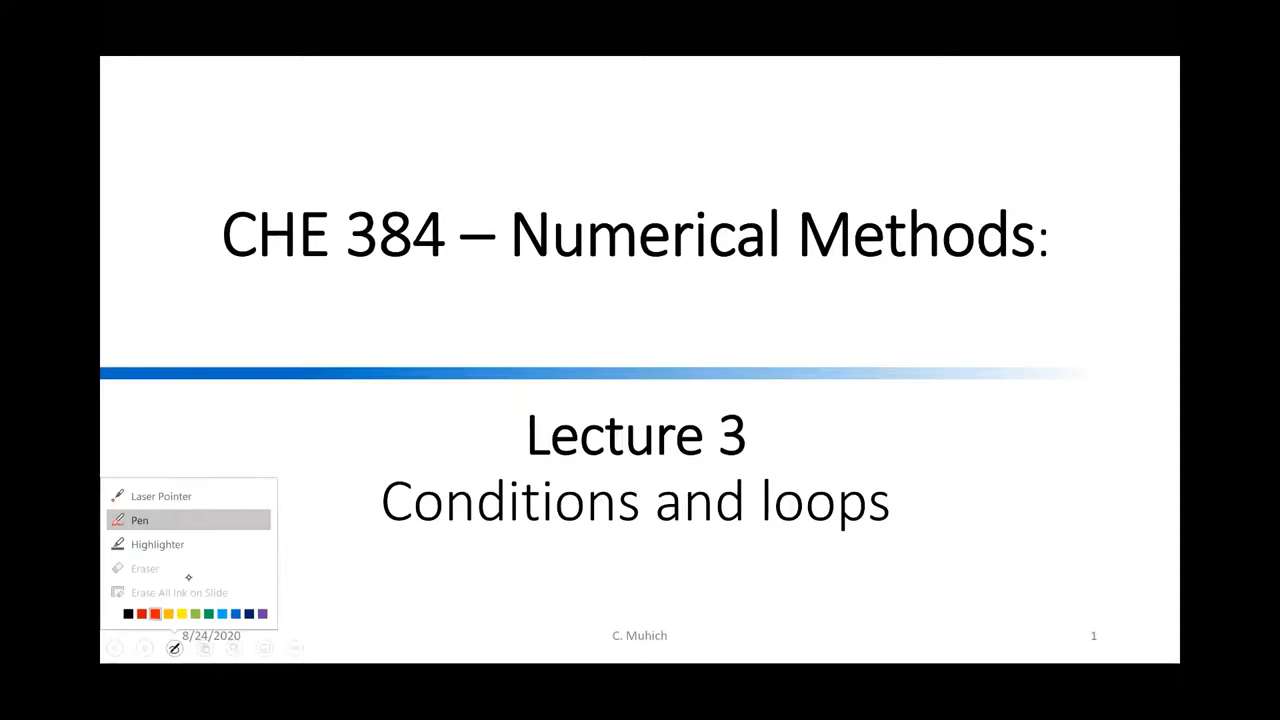 CHE 384 – Numerical Methods:
Lecture 3
Conditions and loops
Laser Pointer
Pen
Highlighter
Eraser
Erase All Ink on Slide
8/24/2020
C. Muhich
1